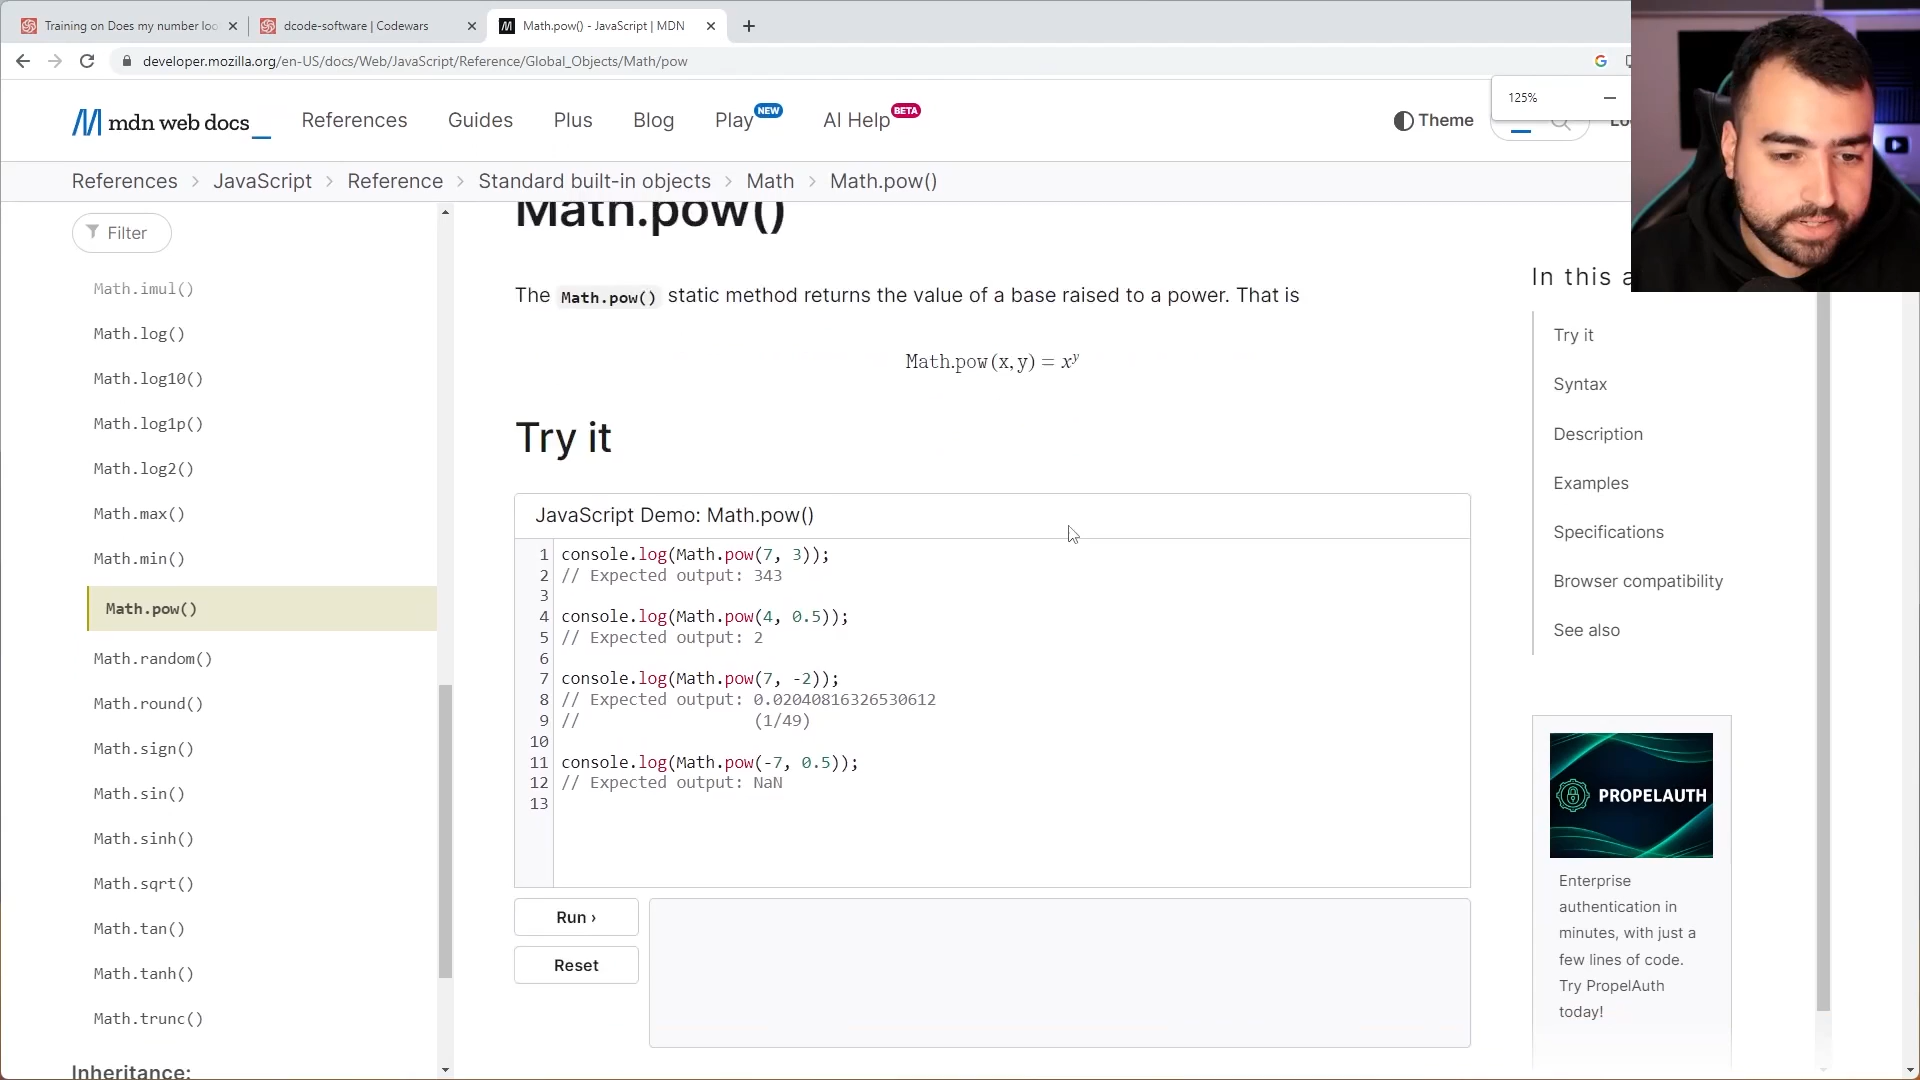 Training on Does my number loo
dcode-software | Codewars
Math.pow() - JavaScript | MDN
developer.mozilla.org/en-US/docs/Web/JavaScript/Reference/Global_Objects/Math/pow
125%
mdn web docs_
References
Guides
Plus
Blog
Play NEW
AI Help BETA
Theme
References > JavaScript > Reference > Standard built-in objects > Math > Math.pow()
Filter
Math.imul()
Math.log()
Math.log10()
Math.log1p()
Math.log2()
Math.max()
Math.min()
Math.pow()
Math.random()
Math.round()
Math.sign()
Math.sin()
Math.sinh()
Math.sqrt()
Math.tan()
Math.tanh()
Math.trunc()
Inheritance:
Math.pow()
The Math.pow() static method returns the value of a base raised to a power. That is
Math.pow(x, y) = x^y
Try it
JavaScript Demo: Math.pow()
1 console.log(Math.pow(7, 3));
2 // Expected output: 343
3
4 console.log(Math.pow(4, 0.5));
5 // Expected output: 2
6
7 console.log(Math.pow(7, -2));
8 // Expected output: 0.02040816326530612
9 // (1/49)
10
11 console.log(Math.pow(-7, 0.5));
12 // Expected output: NaN
13
Run ›
Reset
In this a
Try it
Syntax
Description
Examples
Specifications
Browser compatibility
See also
PROPELAUTH
Enterprise
authentication in
minutes, with just a
few lines of code.
Try PropelAuth
today!